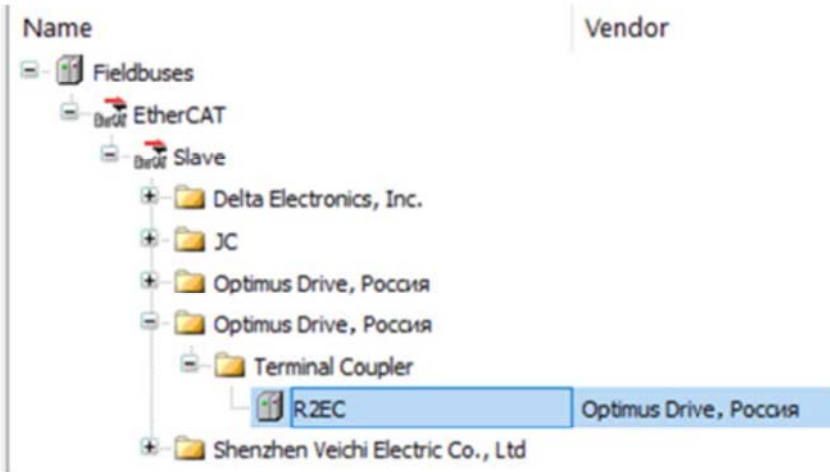 Name Vendor
Fieldbuses
EtherCAT
Slave
Delta Electronics, Inc.
JC
Optimus Drive, Россия
Optimus Drive, Россия
Terminal Coupler
R2EC Optimus Drive, Россия
Shenzhen Veichi Electric Co., Ltd